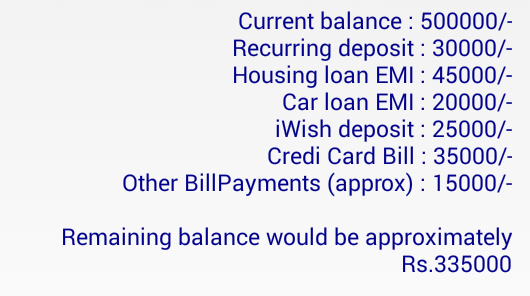 Current balance : 500000/-
Recurring deposit : 30000/-
Housing loan EMI : 45000/-
Car loan EMI : 20000/-
iWish deposit : 25000/-
Credi Card Bill : 35000/-
Other BillPayments (approx) : 15000/-
Remaining balance would be approximately
Rs.335000